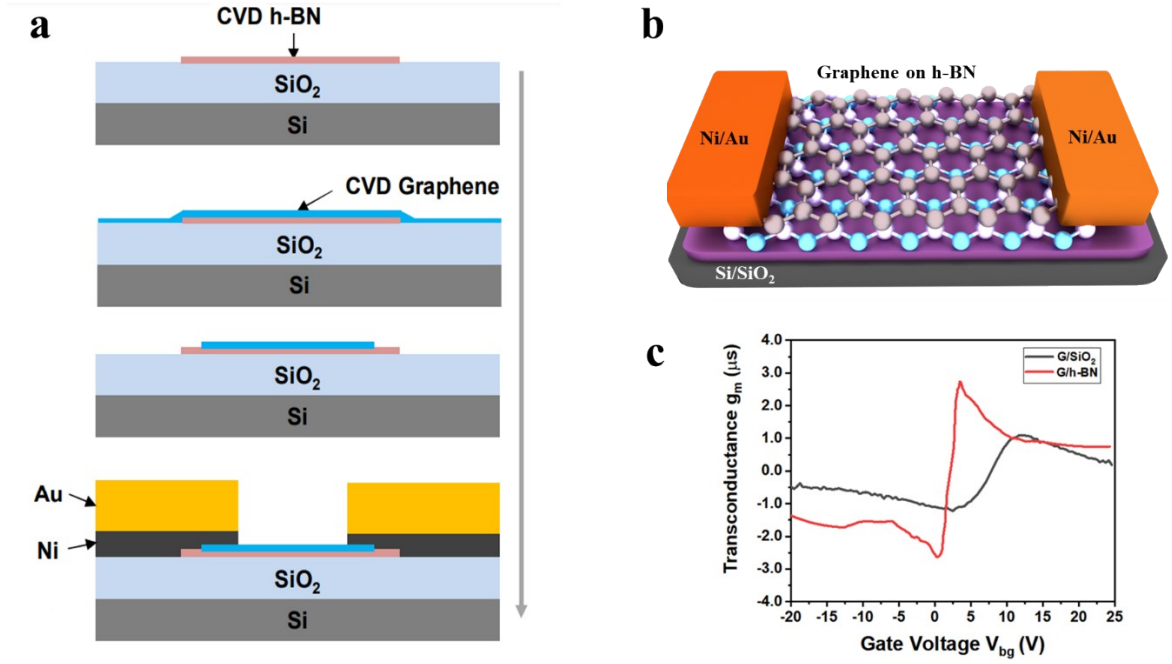 a
CVD h-BN
SiO₂
Si
CVD Graphene
SiO₂
Si
SiO₂
Si
Au
Ni
SiO₂
Si
b
Graphene on h-BN
Ni/Au
Ni/Au
Si/SiO₂
c
Transconductance gₘ (µs)
4.0
3.0
2.0
1.0
0.0
-1.0
-2.0
-3.0
-4.0
G/SiO₂
G/h-BN
-20 -15 -10 -5 0 5 10 15 20 25
Gate Voltage V_bg (V)